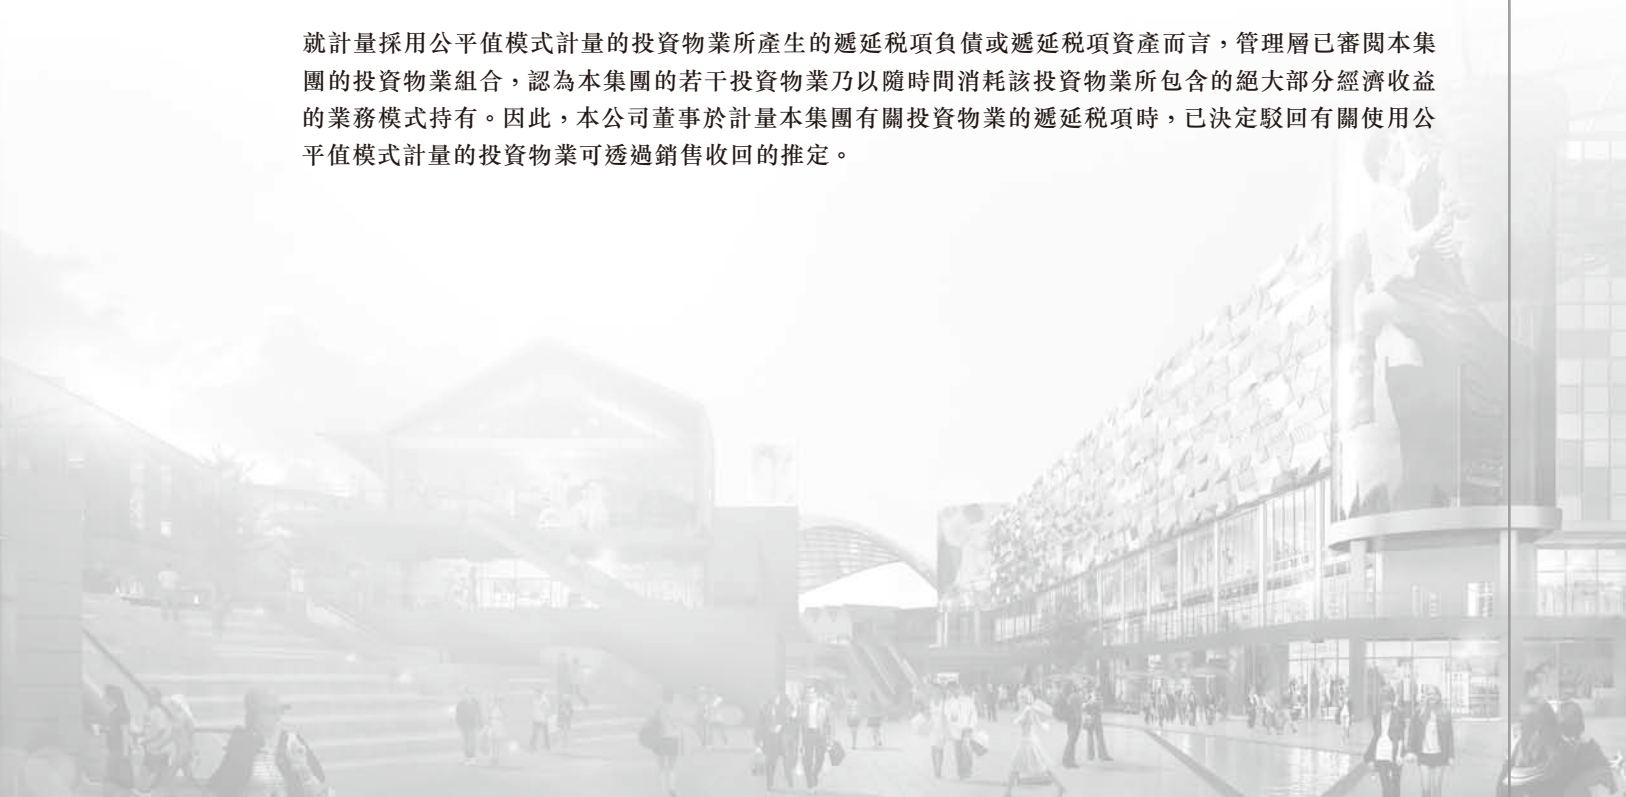 就計量採用公平值模式計量的投資物業所產生的遞延税項負債或遞延税項資產而言，管理層已審閱本集
團的投資物業組合，認為本集團的若干投資物業乃以隨時間消耗該投資物業所包含的絕大部分經濟收益
的業務模式持有。因此，本公司董事於計量本集團有關投資物業的遞延税項時，已決定駁回有關使用公
平值模式計量的投資物業可透過銷售收回的推定。